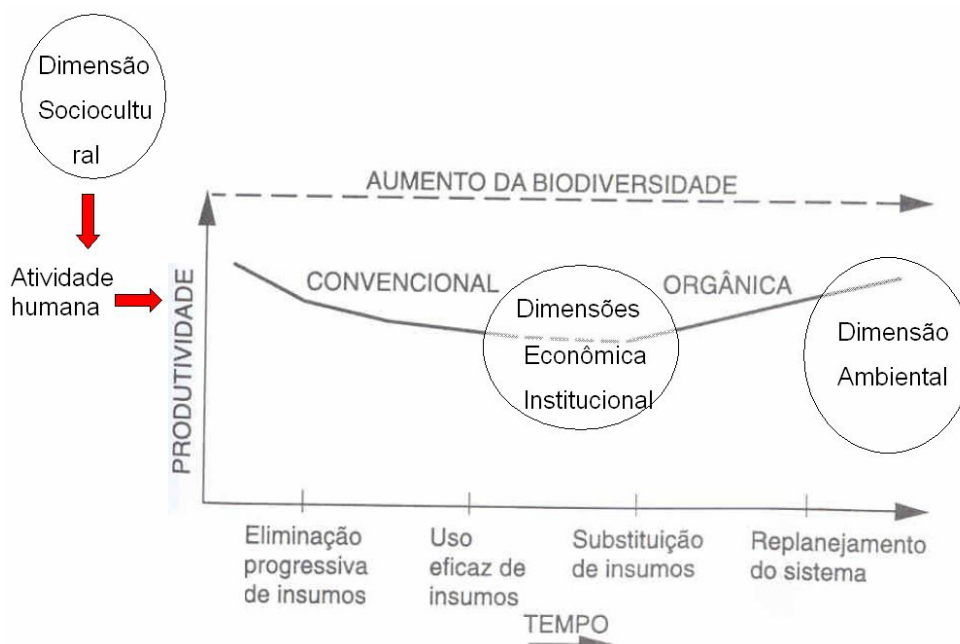 Dimensão
Sociocultu
ral
AUMENTO DA BIODIVERSIDADE
Atividade
humana
PRODUTIVIDADE
CONVENCIONAL
ORGÂNICA
Dimensões
Econômica
Institucional
Dimensão
Ambiental
Eliminação
progressiva
de insumos
Uso
eficaz de
insumos
Substituição
de insumos
Replanejamento
do sistema
TEMPO